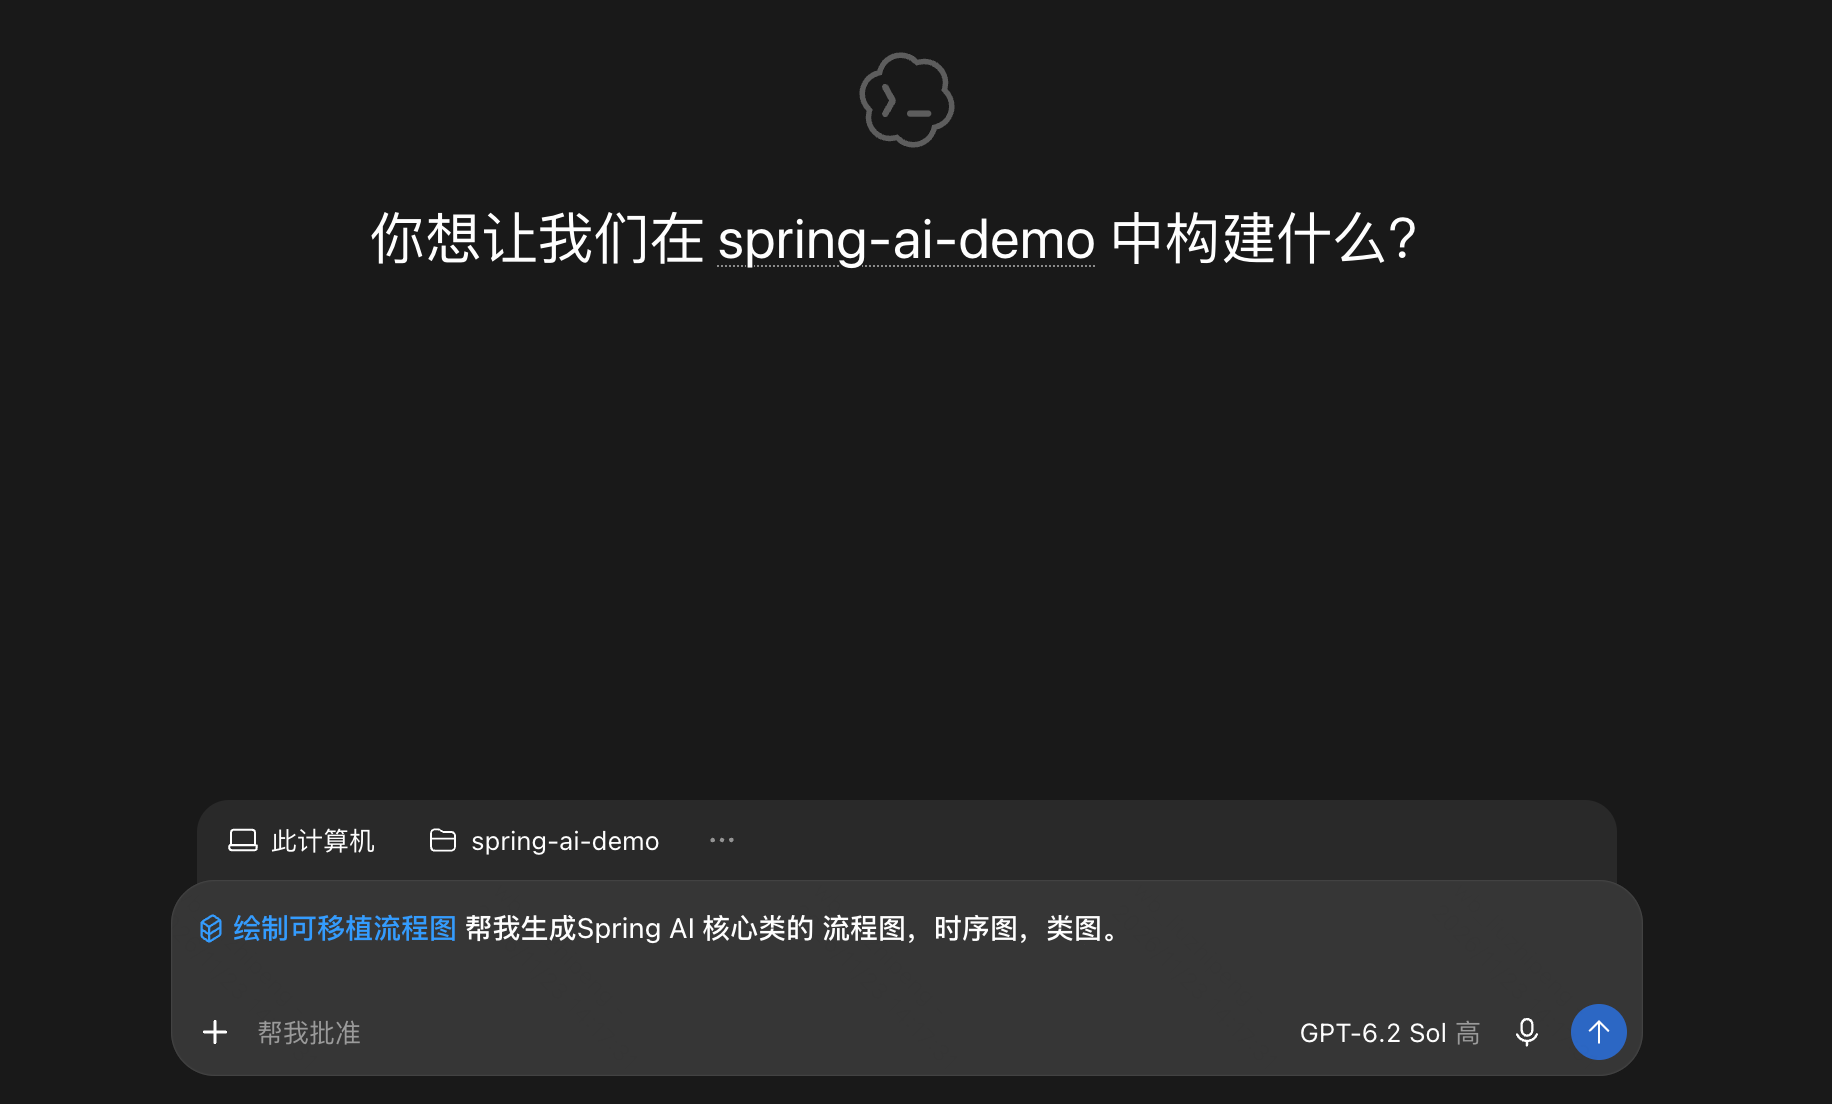 你想让我们在 spring-ai-demo 中构建什么?
此计算机 spring-ai-demo ...
绘制可移植流程图 帮我生成Spring AI 核心类的 流程图，时序图，类图。
帮我批准 GPT-6.2 Sol 高